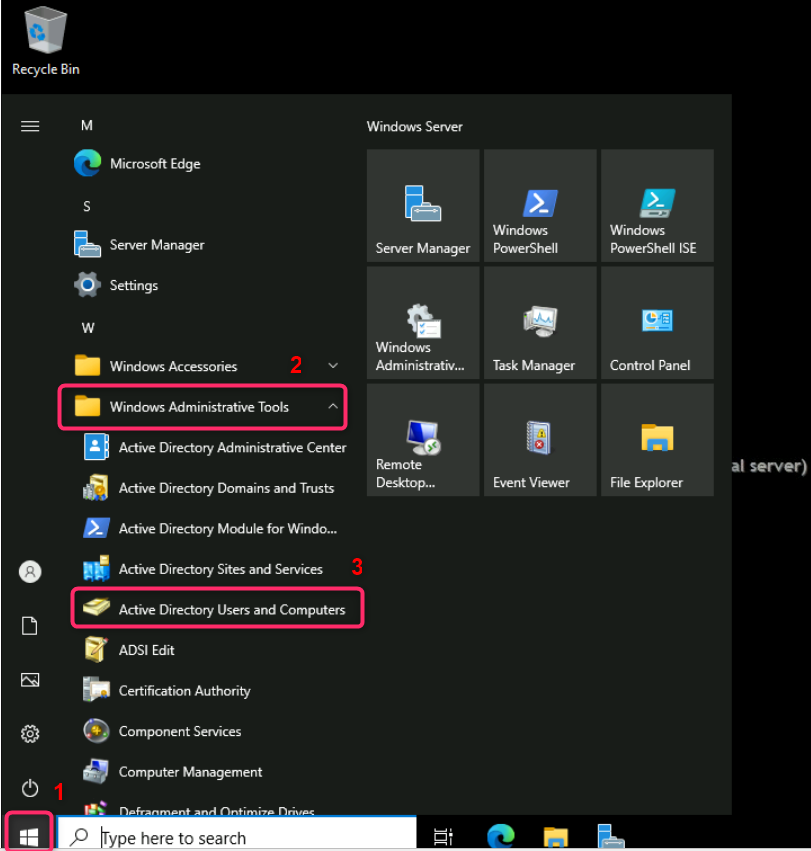 Recycle Bin
M
Microsoft Edge
S
Server Manager
Settings
W
Windows Accessories
2
Windows Administrative Tools
Active Directory Administrative Center
Active Directory Domains and Trusts
Active Directory Module for Windo...
Active Directory Sites and Services
3
Active Directory Users and Computers
ADSI Edit
Certification Authority
Component Services
Computer Management
Defragment and Optimize Drives
Windows Server
Server Manager
Windows
PowerShell
Windows
PowerShell ISE
Windows
Administrativ...
Task Manager
Control Panel
Remote
Desktop...
Event Viewer
File Explorer
al server)
1
Type here to search